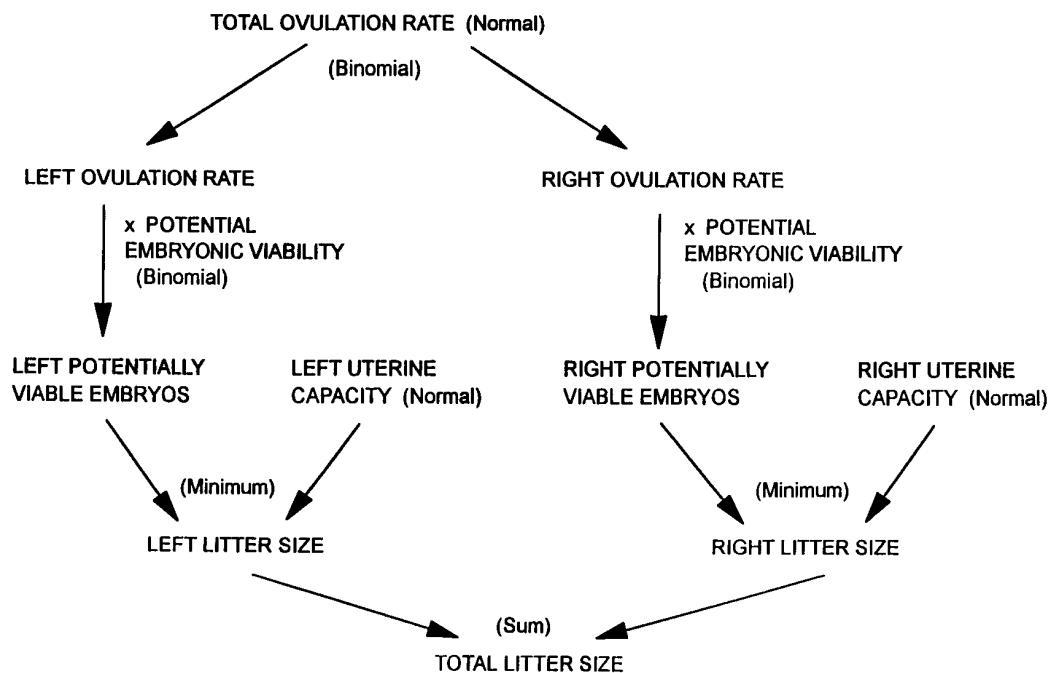 TOTAL OVULATION RATE (Normal)
(Binomial)
LEFT OVULATION RATE
RIGHT OVULATION RATE
x POTENTIAL
EMBRYONIC VIABILITY
(Binomial)
x POTENTIAL
EMBRYONIC VIABILITY
(Binomial)
LEFT POTENTIALLY
VIABLE EMBRYOS
LEFT UTERINE
CAPACITY (Normal)
RIGHT POTENTIALLY
VIABLE EMBRYOS
RIGHT UTERINE
CAPACITY (Normal)
(Minimum)
(Minimum)
LEFT LITTER SIZE
RIGHT LITTER SIZE
(Sum)
TOTAL LITTER SIZE